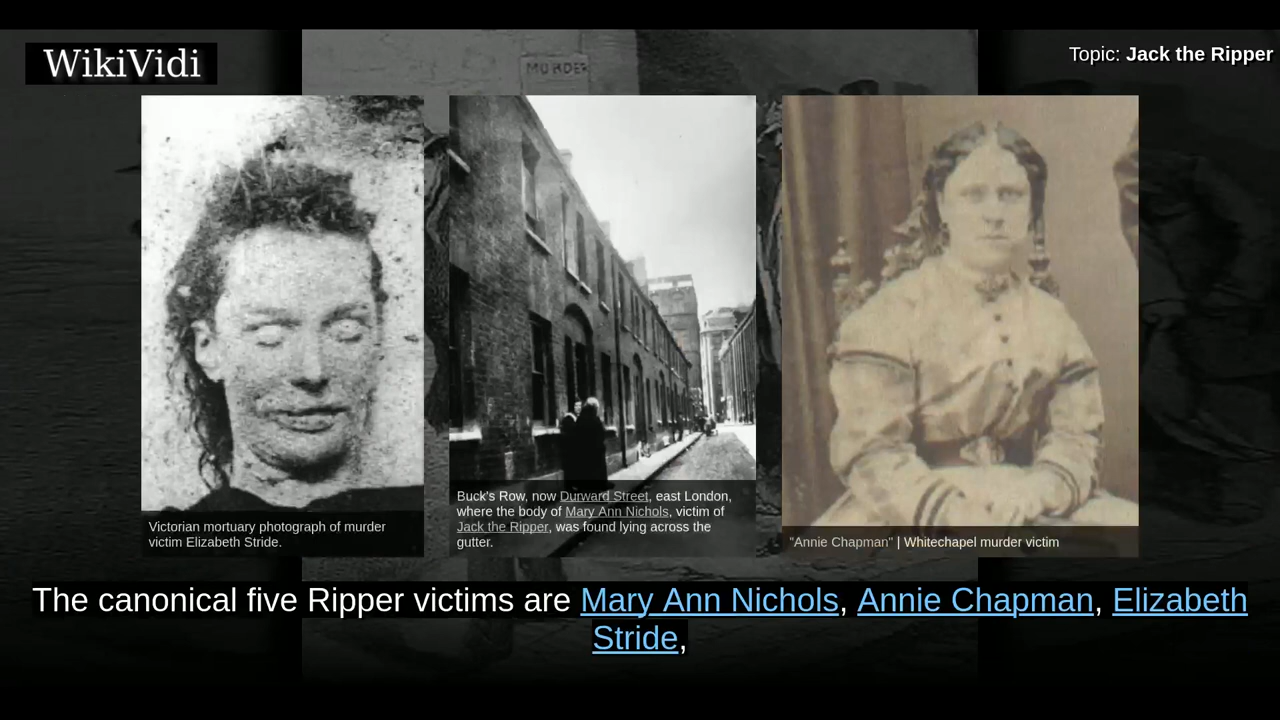 WikiVidi
Topic: Jack the Ripper
MURDER
Victorian mortuary photograph of murder
victim Elizabeth Stride.
Buck's Row, now Durward Street, east London,
where the body of Mary Ann Nichols, victim of
Jack the Ripper, was found lying across the
gutter.
"Annie Chapman" | Whitechapel murder victim
The canonical five Ripper victims are Mary Ann Nichols, Annie Chapman, Elizabeth
Stride,